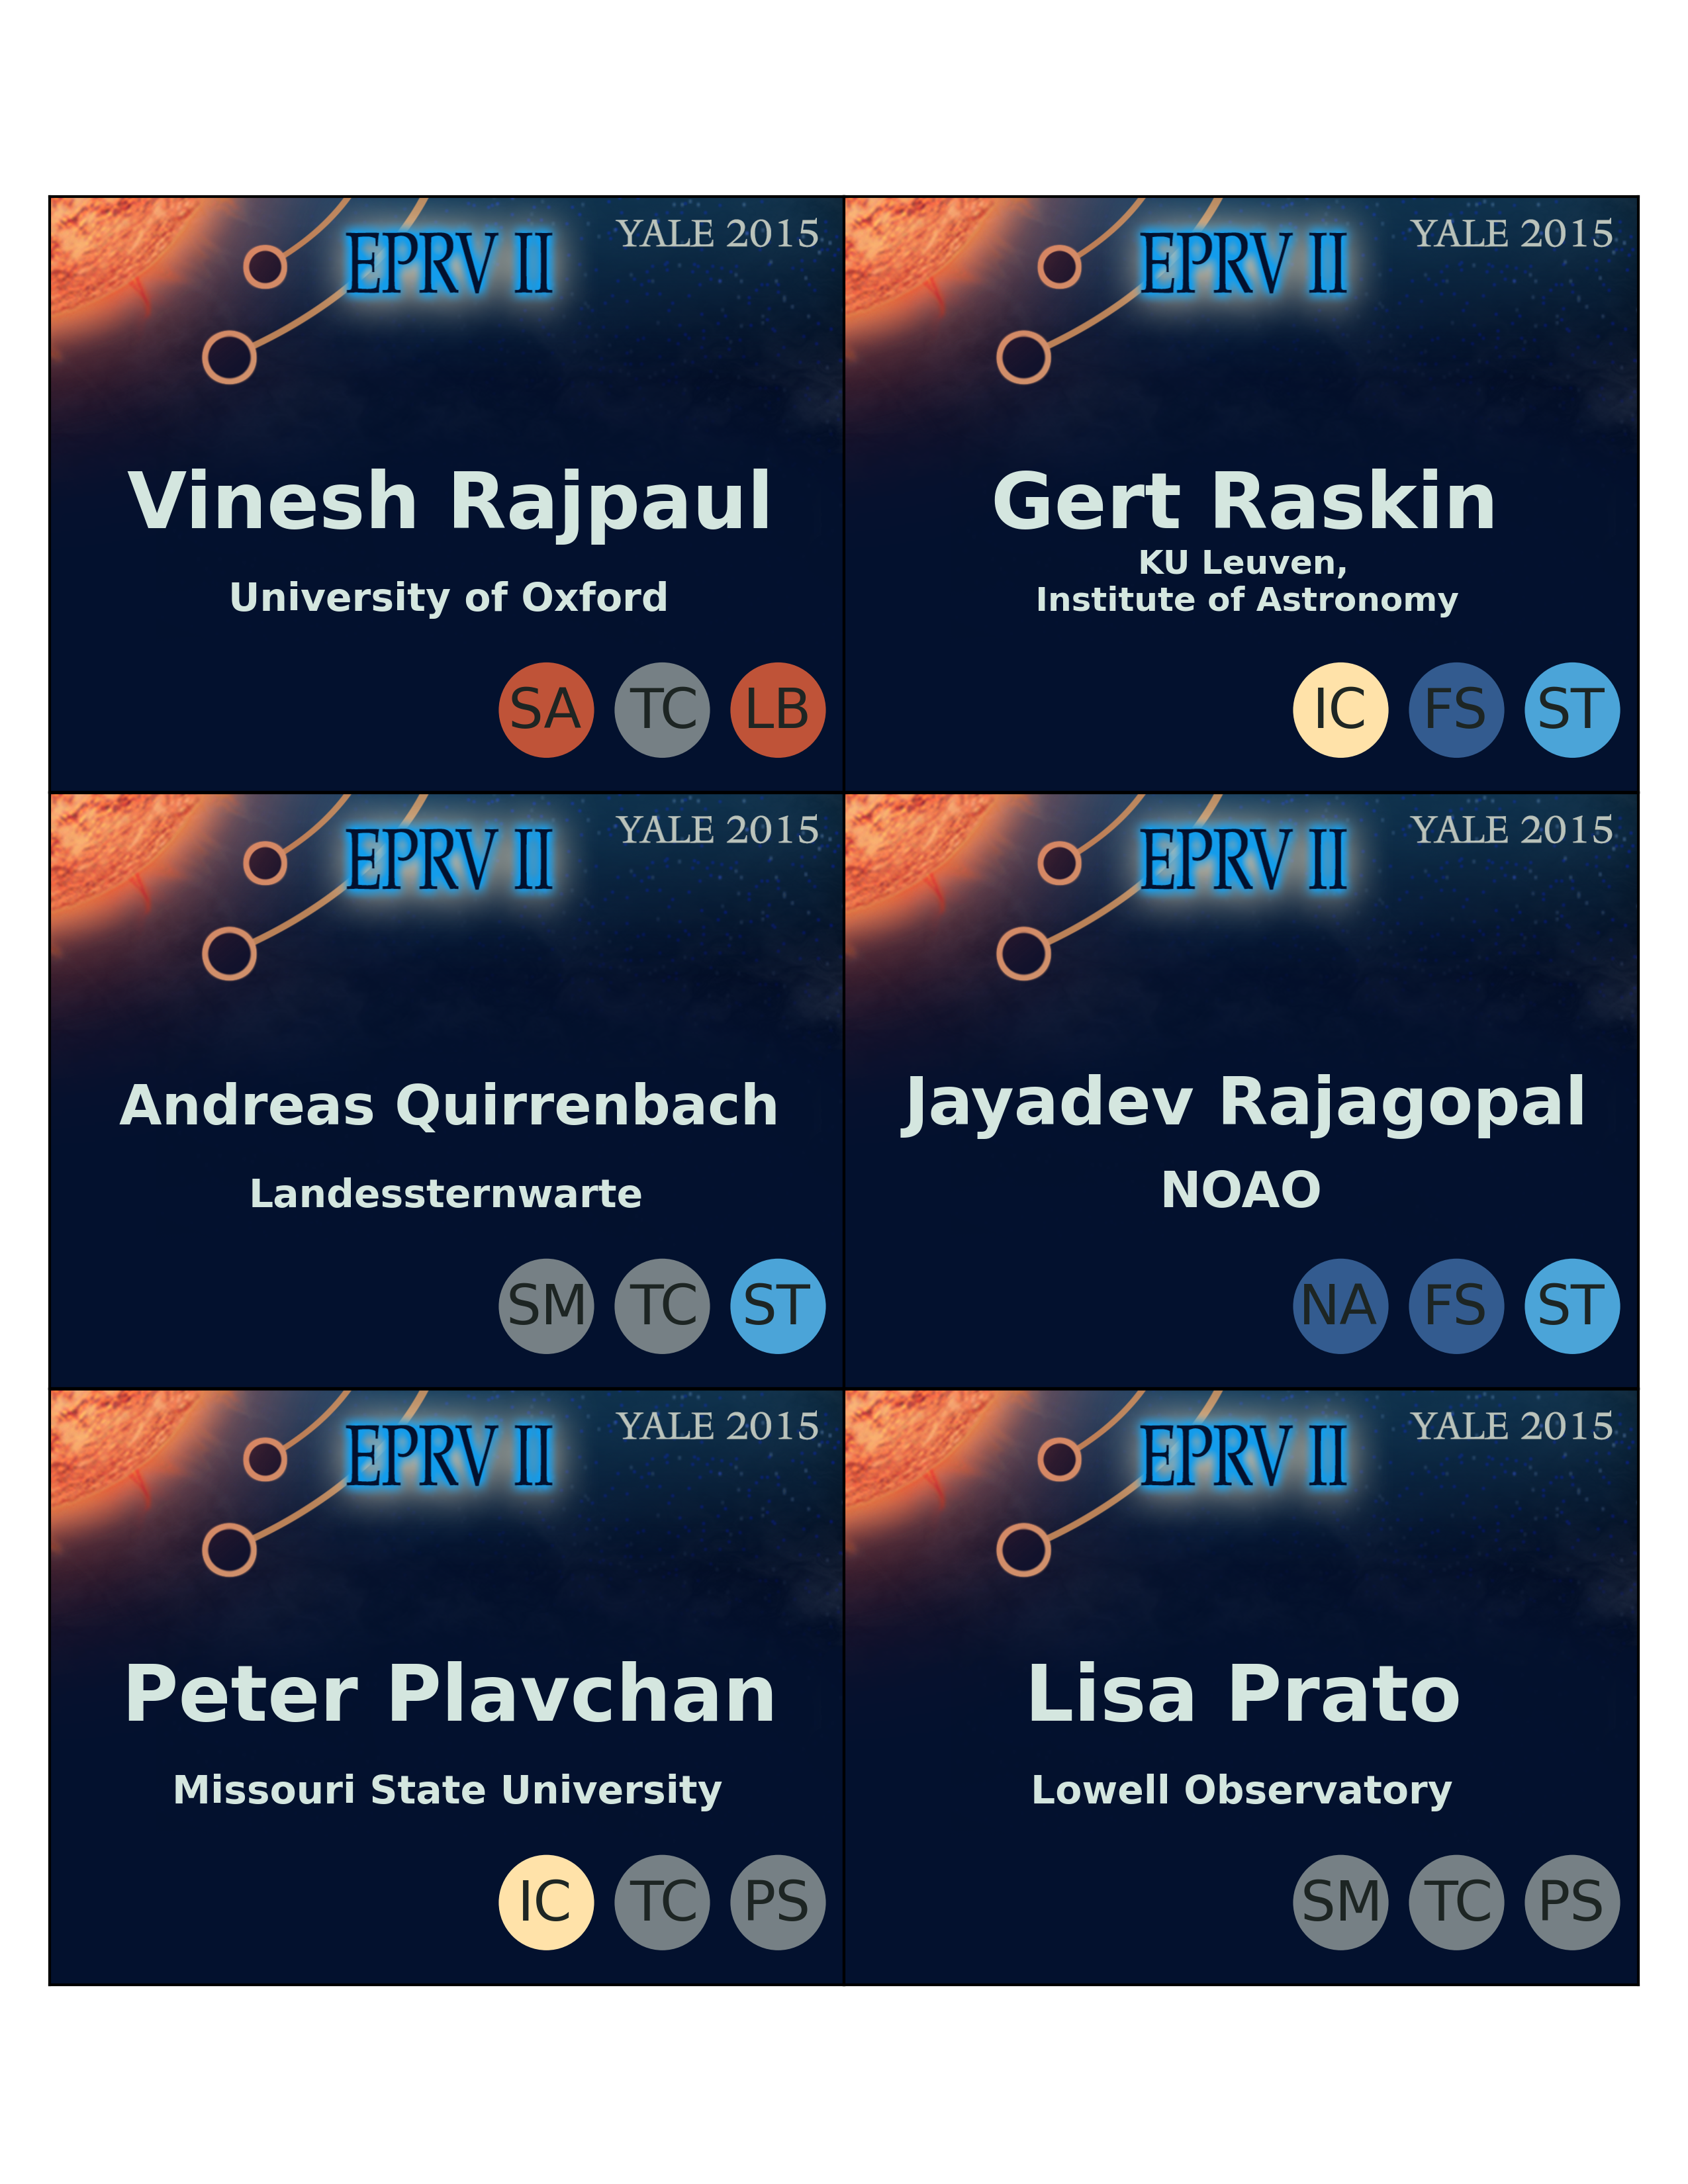 EPRV II
YALE 2015
Vinesh Rajpaul
University of Oxford
SA TC LB
EPRV II
YALE 2015
Gert Raskin
KU Leuven,
Institute of Astronomy
IC FS ST
EPRV II
YALE 2015
Andreas Quirrenbach
Landessternwarte
SM TC ST
EPRV II
YALE 2015
Jayadev Rajagopal
NOAO
NA FS ST
EPRV II
YALE 2015
Peter Plavchan
Missouri State University
IC TC PS
EPRV II
YALE 2015
Lisa Prato
Lowell Observatory
SM TC PS